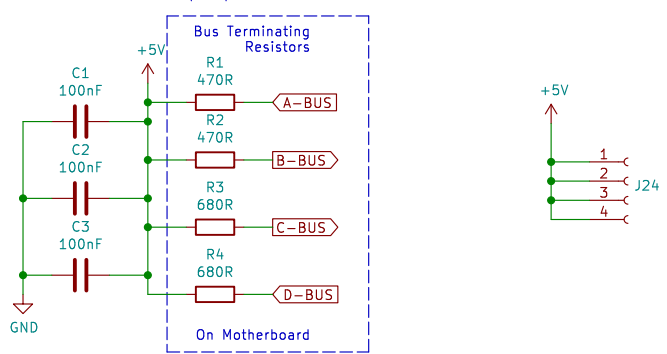 Bus Terminating
Resistors
+5V
C1
100nF
R1
470R
A-BUS
C2
100nF
R2
470R
B-BUS
C3
100nF
R3
680R
C-BUS
R4
680R
D-BUS
GND
On Motherboard
+5V
1
2
3
4
J24